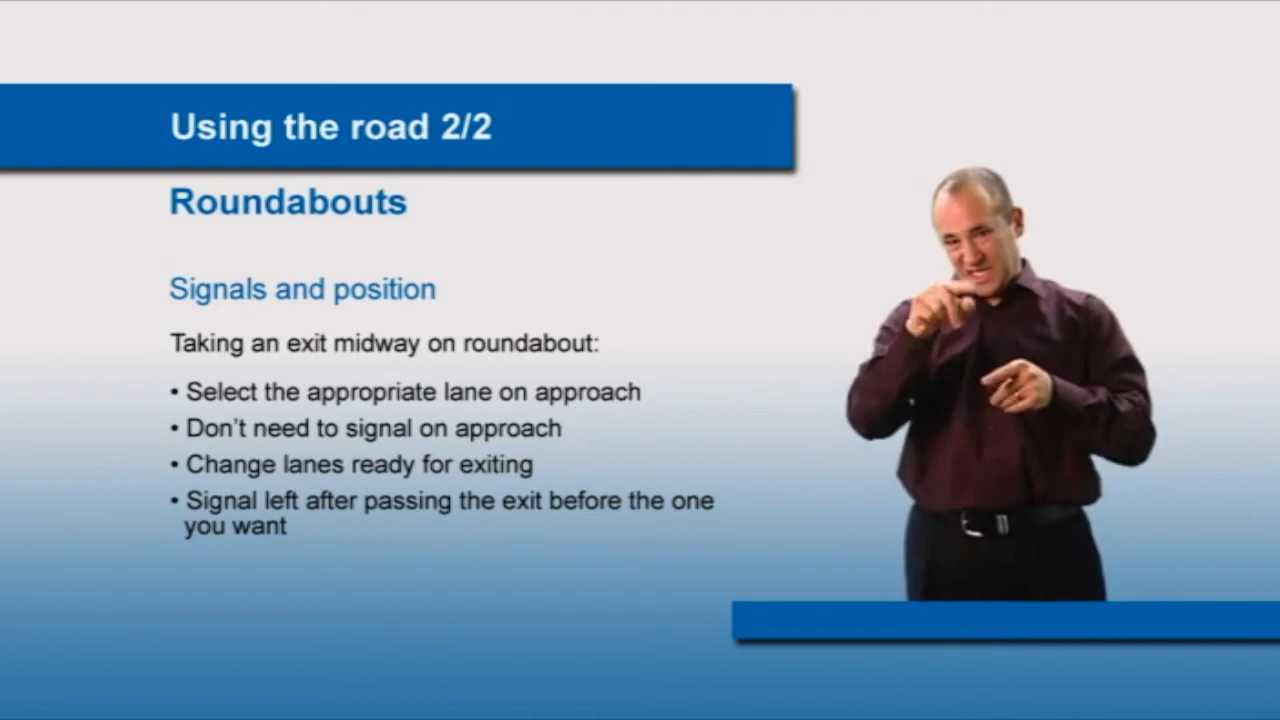 Using the road 2/2
Roundabouts
Signals and position
Taking an exit midway on roundabout:
• Select the appropriate lane on approach
• Don't need to signal on approach
• Change lanes ready for exiting
• Signal left after passing the exit before the one
you want